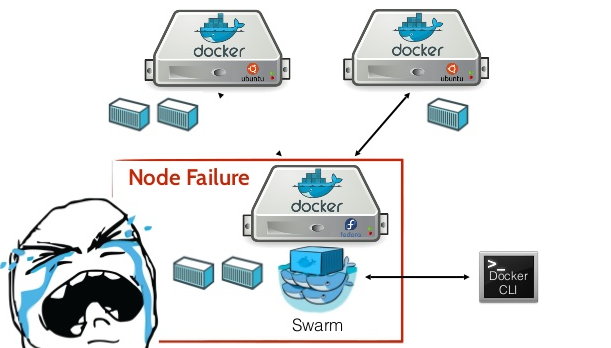 docker
ubuntu
docker
ubuntu
Node Failure
docker
fedora
>_
Docker
CLI
Swarm